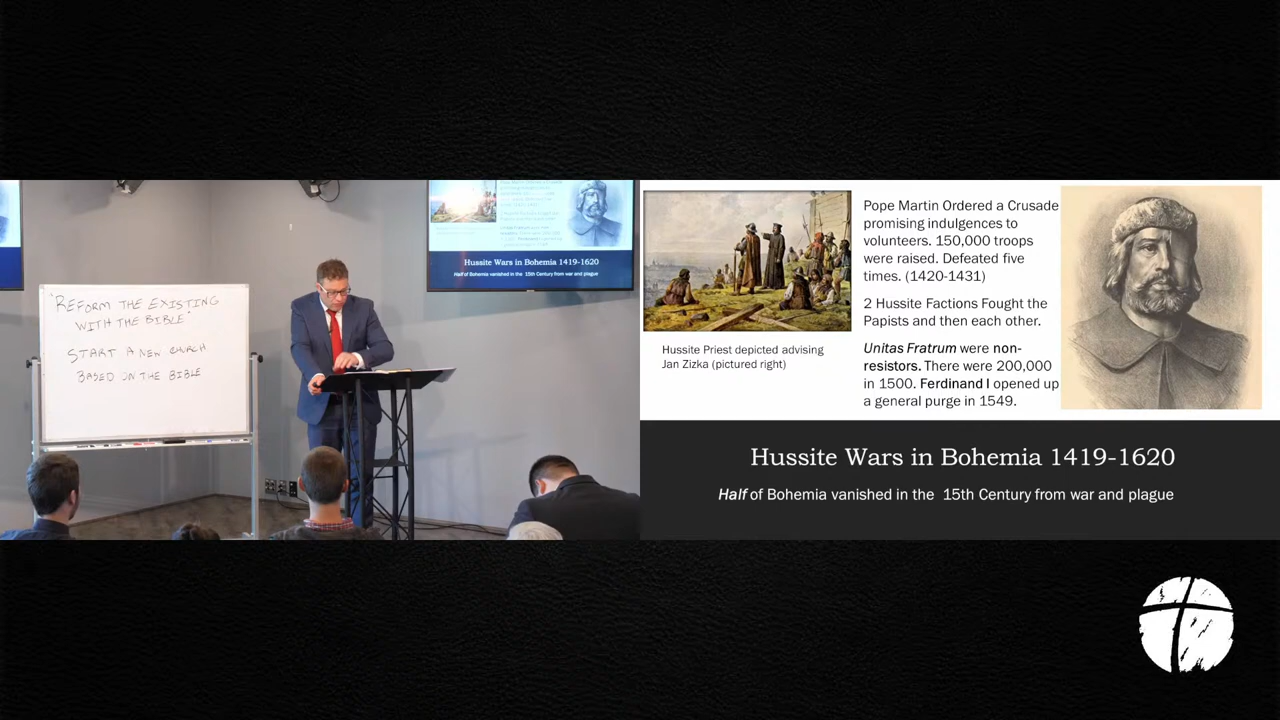 "REFORM THE EXISTING
WITH THE BIBLE"
START A NEW CHURCH
BASED ON THE BIBLE
Hussite Wars in Bohemia 1419-1620
Half of Bohemia vanished in the 15th Century from war and plague
Pope Martin Ordered a Crusade
promising indulgences to
volunteers. 150,000 troops
were raised. Defeated five
times. (1420-1431)
2 Hussite Factions Fought the
Papists and then each other.
Unitas Fratrum were non-
resistors. There were 200,000
in 1500. Ferdinand I opened up
a general purge in 1549.
Hussite Priest depicted advising
Jan Zizka (pictured right)
Hussite Wars in Bohemia 1419-1620
Half of Bohemia vanished in the 15th Century from war and plague